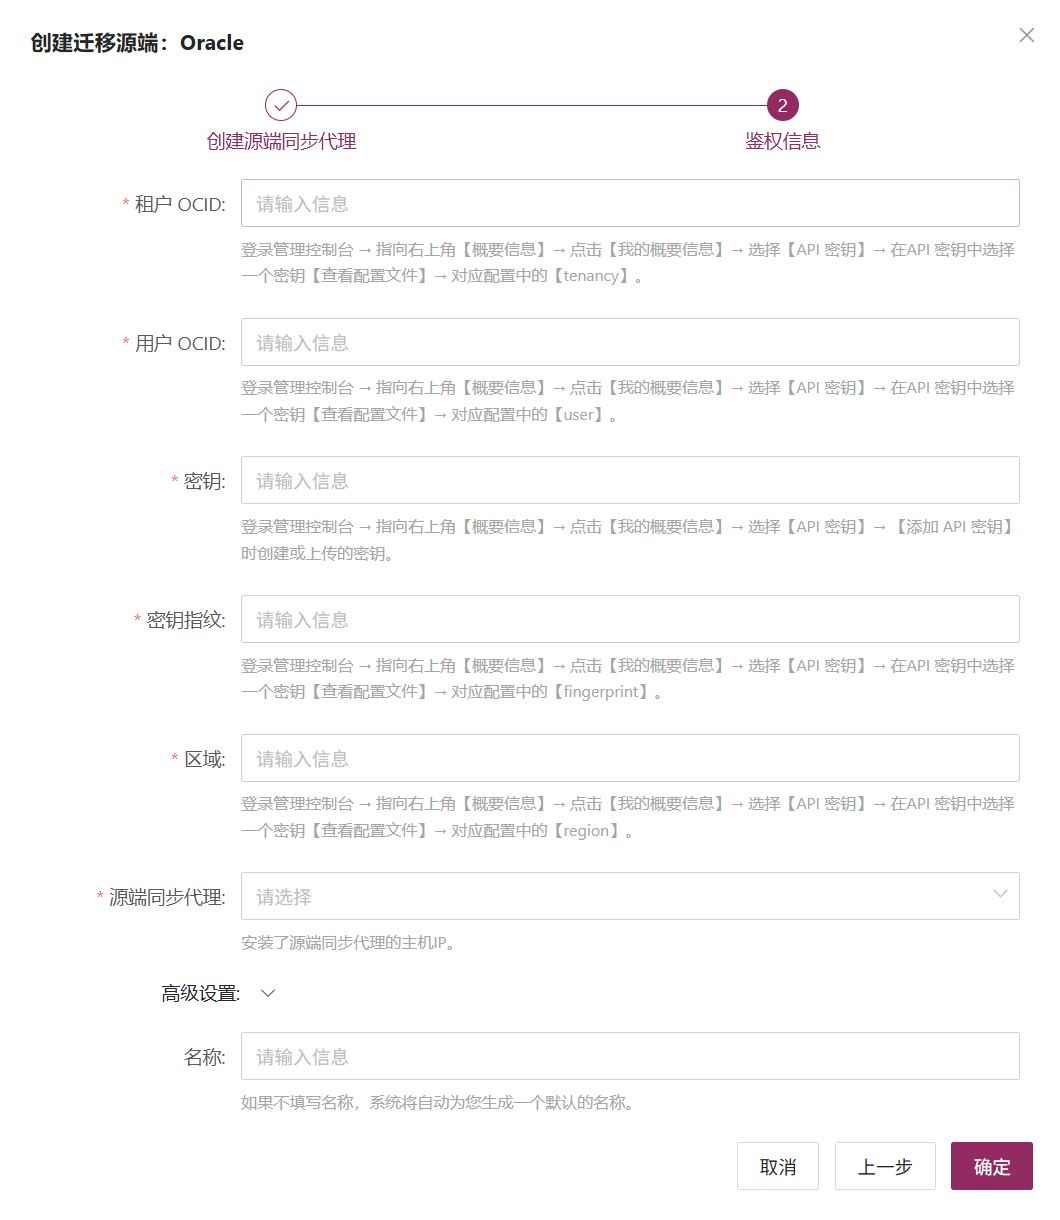 创建迁移源端：Oracle
2
创建源端同步代理
鉴权信息
* 租户 OCID:
请输入信息
登录管理控制台 → 指向右上角【概要信息】→ 点击【我的概要信息】→ 选择【API 密钥】→ 在API 密钥中选择
一个密钥【查看配置文件】→ 对应配置中的【tenancy】。
* 用户 OCID:
请输入信息
登录管理控制台 → 指向右上角【概要信息】→ 点击【我的概要信息】→ 选择【API 密钥】→ 在API 密钥中选择
一个密钥【查看配置文件】→ 对应配置中的【user】。
* 密钥:
请输入信息
登录管理控制台 → 指向右上角【概要信息】→ 点击【我的概要信息】→ 选择【API 密钥】→ 【添加 API 密钥】
时创建或上传的密钥。
* 密钥指纹:
请输入信息
登录管理控制台 → 指向右上角【概要信息】→ 点击【我的概要信息】→ 选择【API 密钥】→ 在API 密钥中选择
一个密钥【查看配置文件】→ 对应配置中的【fingerprint】。
* 区域:
请输入信息
登录管理控制台 → 指向右上角【概要信息】→ 点击【我的概要信息】→ 选择【API 密钥】→ 在API 密钥中选择
一个密钥【查看配置文件】→ 对应配置中的【region】。
* 源端同步代理:
请选择
安装了源端同步代理的主机IP。
高级设置:
名称:
请输入信息
如果不填写名称，系统将自动为您生成一个默认的名称。
取消
上一步
确定